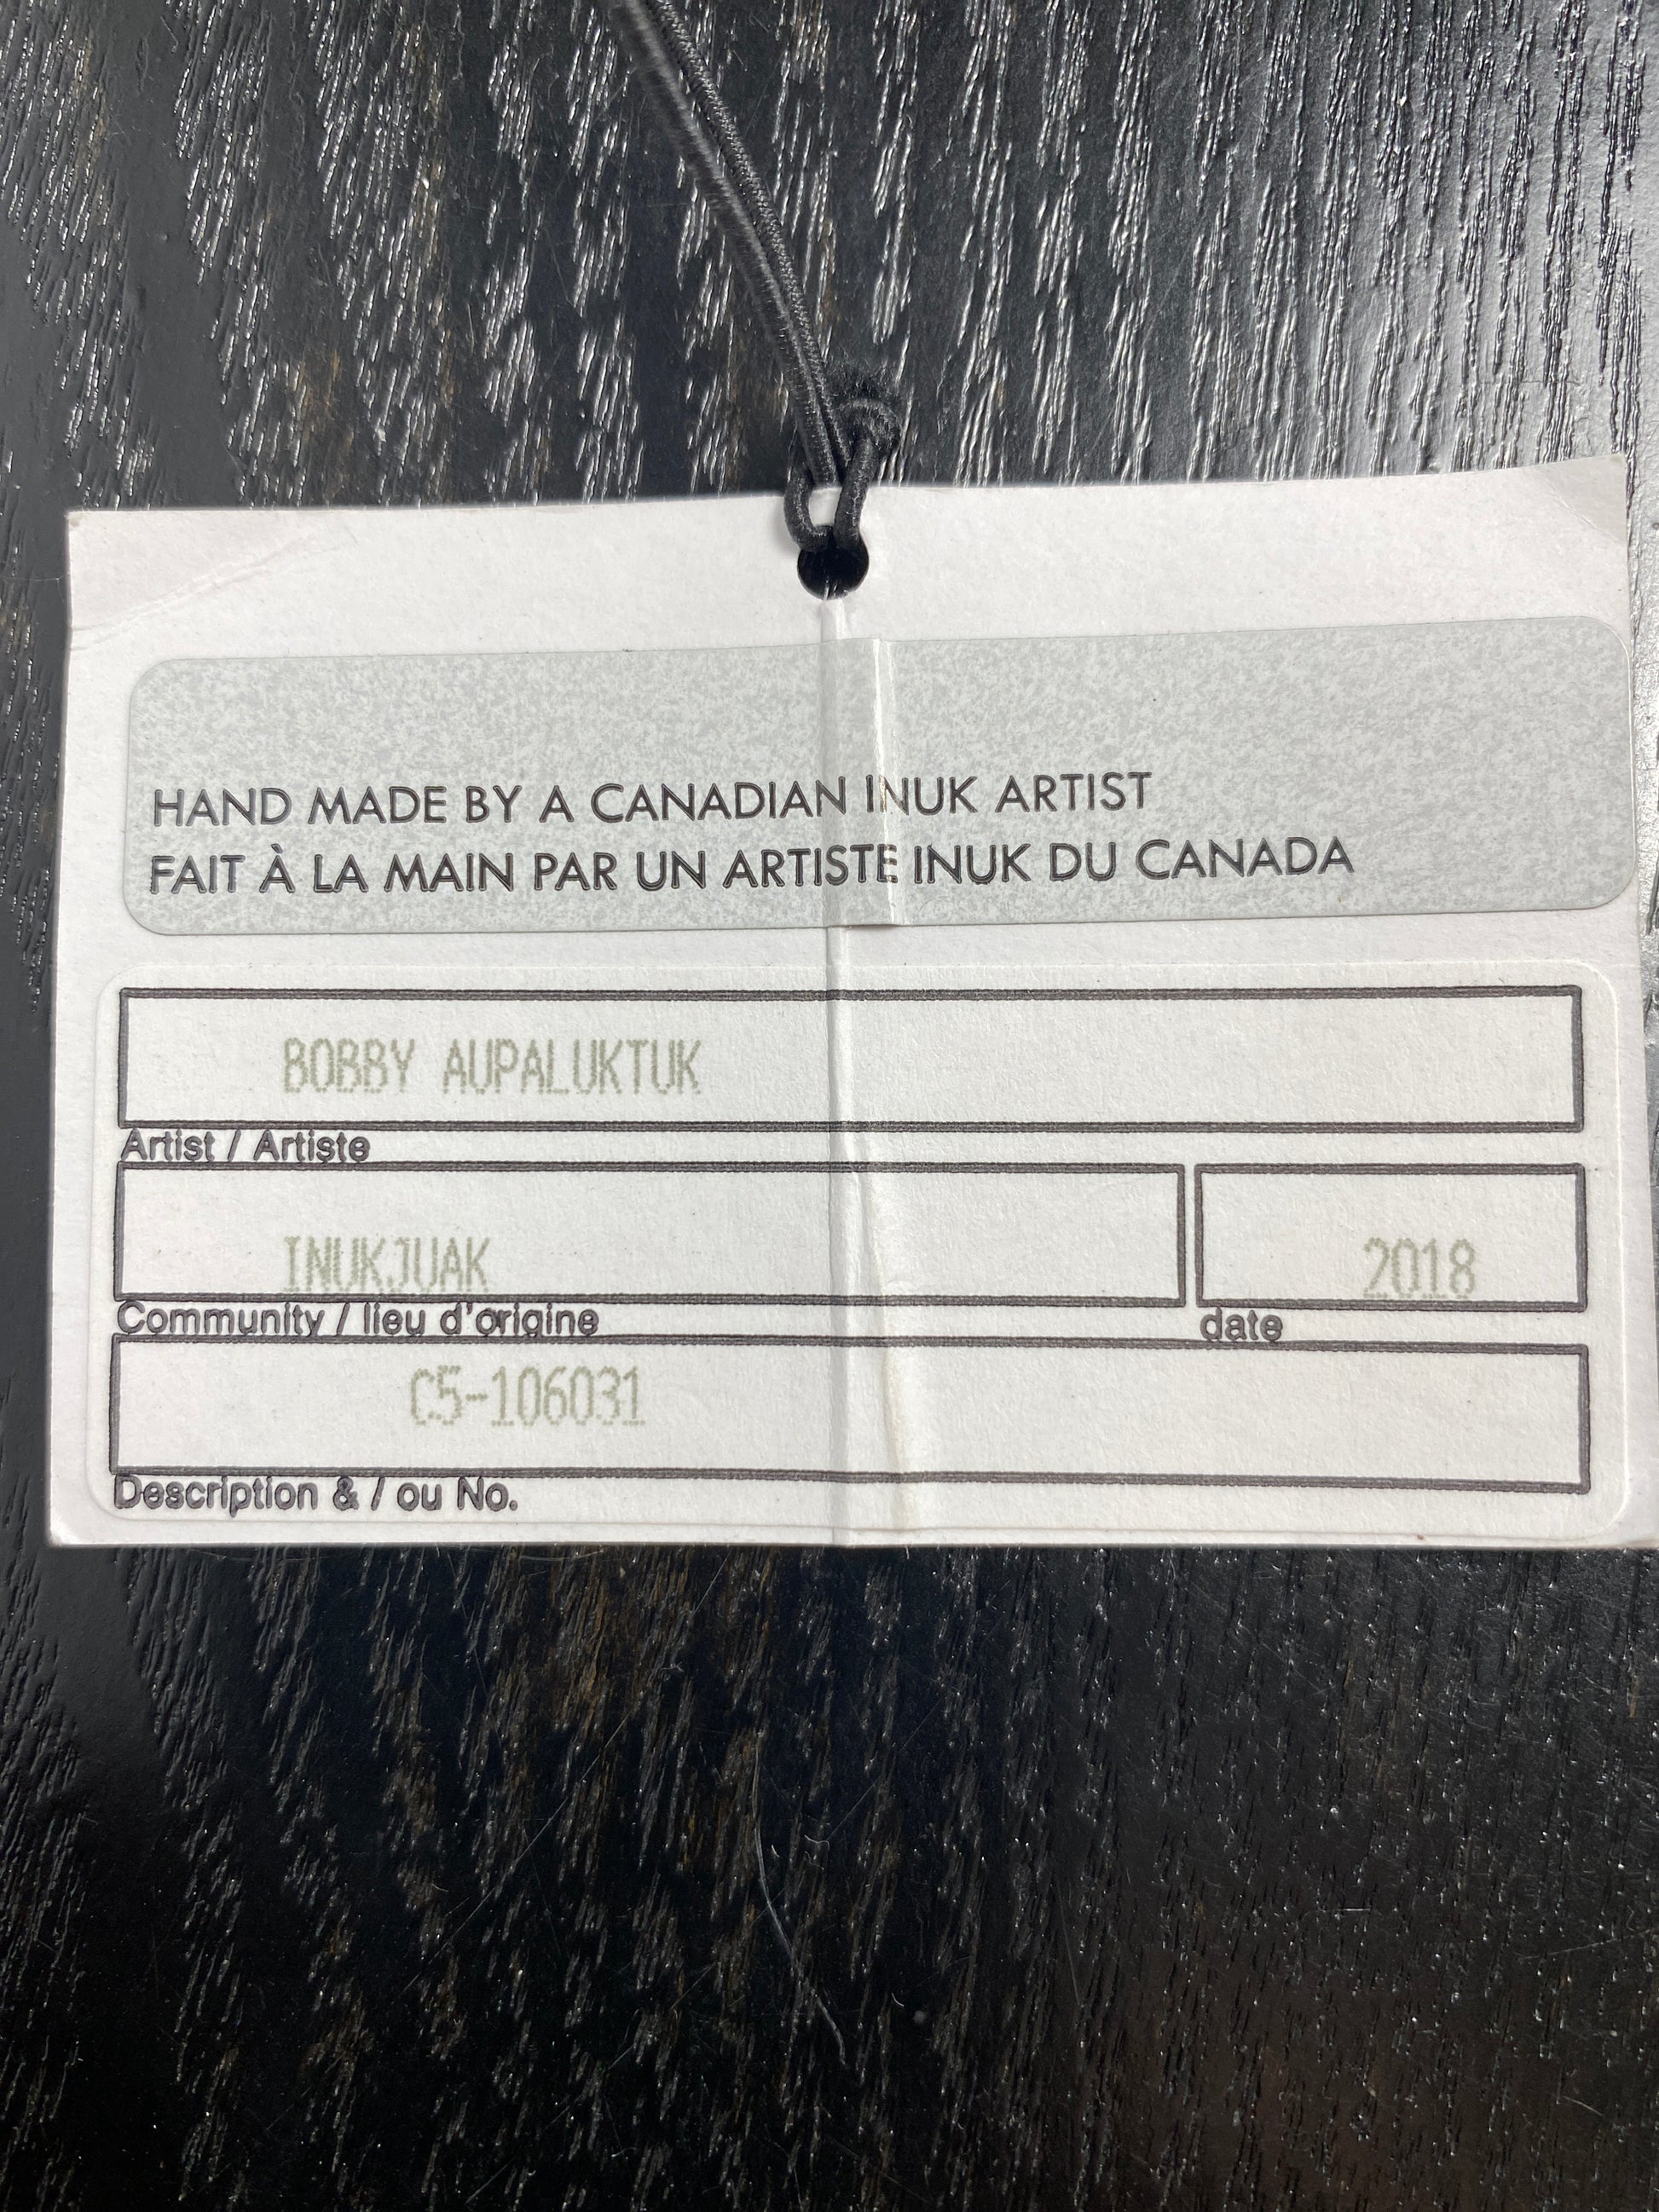 HAND MADE BY A CANADIAN INUK ARTIST
FAIT À LA MAIN PAR UN ARTISTE INUK DU CANADA
BOBBY AUPALUKTUK
Artist / Artiste
INUKJUAK 2018
Community / lieu d'origine date
C5-106031
Description & / ou No.